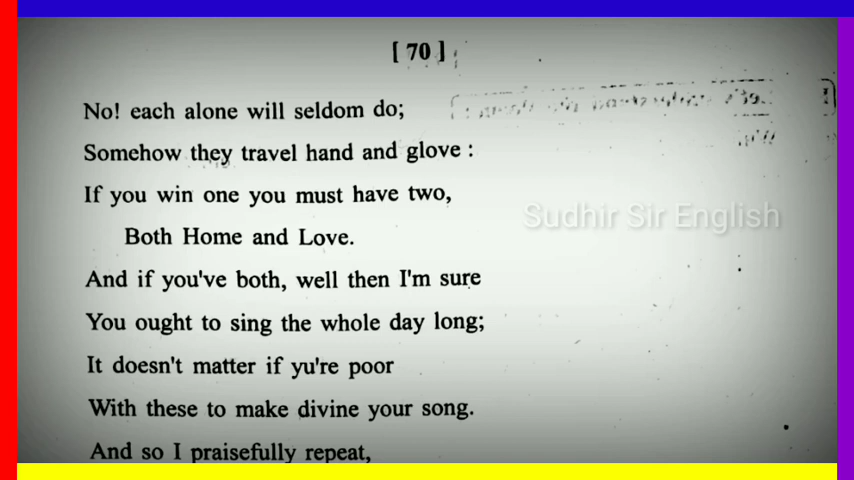 [ 70 ]
No! each alone will seldom do;
Somehow they travel hand and glove :
If you win one you must have two,
Sudhir Sir English
Both Home and Love.
And if you've both, well then I'm sure
You ought to sing the whole day long;
It doesn't matter if yu're poor
With these to make divine your song.
And so I praisefully repeat,